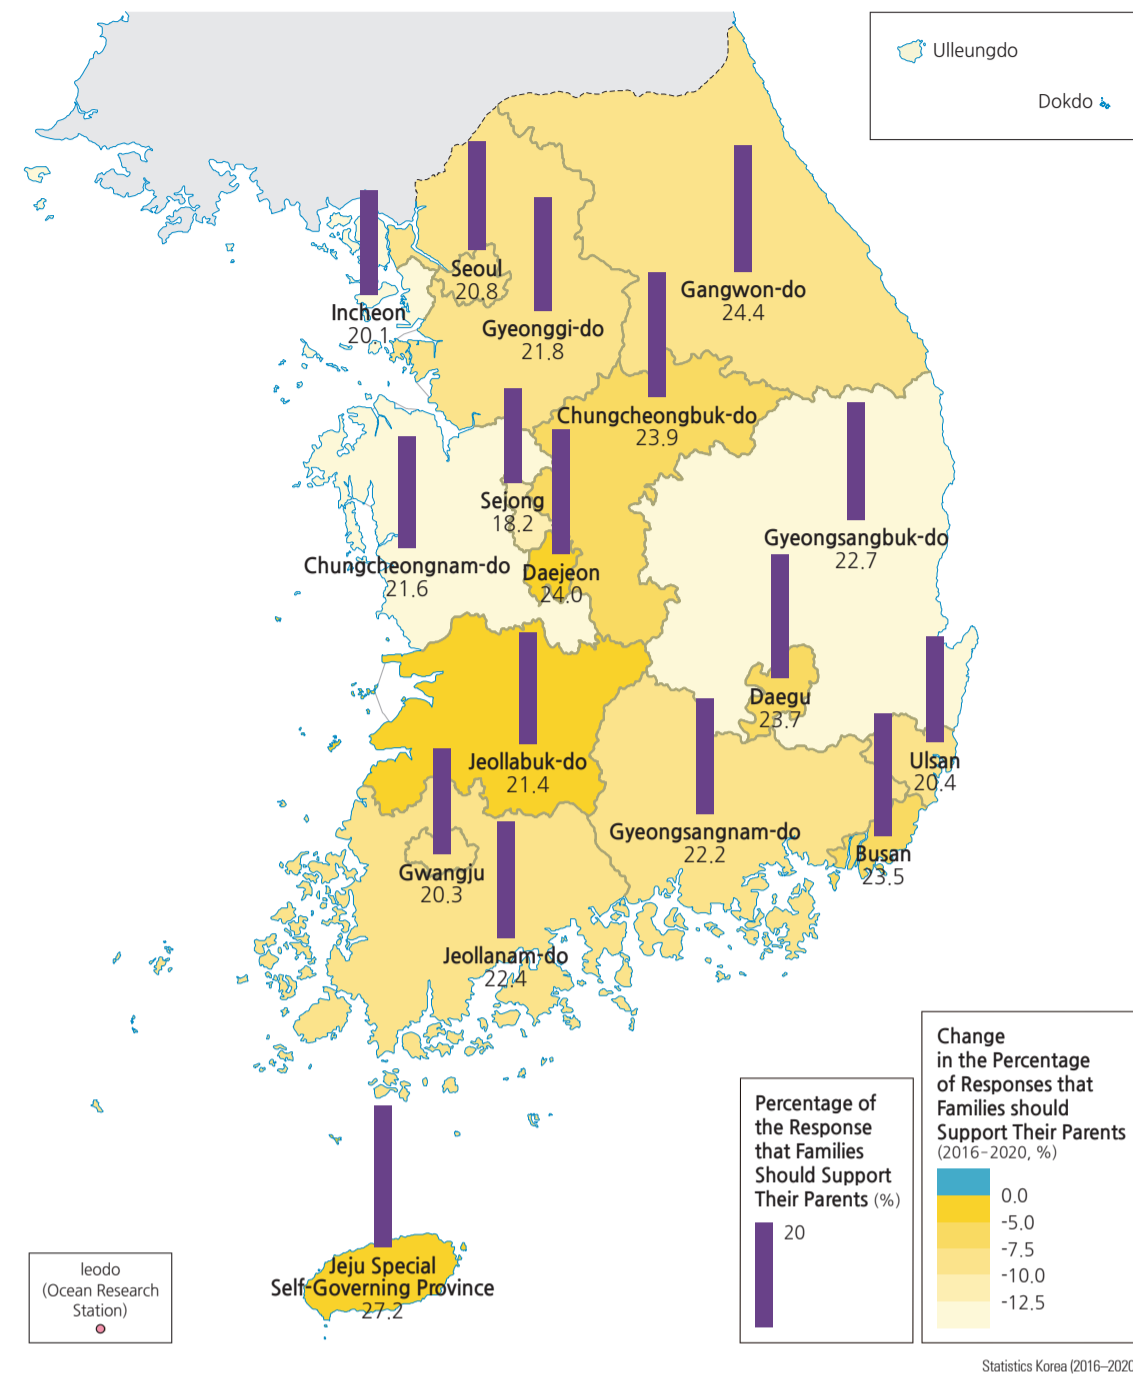 Ulleungdo
Dokdo
Seoul
20.8
Incheon
20.1
Gyeonggi-do
21.8
Gangwon-do
24.4
Chungcheongbuk-do
23.9
Sejong
18.2
Gyeongsangbuk-do
22.7
Chungcheongnam-do
21.6
Daejeon
24.0
Daegu
23.7
Jeollabuk-do
21.4
Ulsan
20.4
Gyeongsangnam-do
22.2
Busan
23.5
Gwangju
20.3
Jeollanam-do
22.4
Jeju Special
Self-Governing Province
27.2
Ieodo
(Ocean Research
Station)
Percentage of
the Response
that Families
Should Support
Their Parents (%)
20
Change
in the Percentage
of Responses that
Families should
Support Their Parents
(2016–2020, %)
0.0
-5.0
-7.5
-10.0
-12.5
Statistics Korea (2016–2020